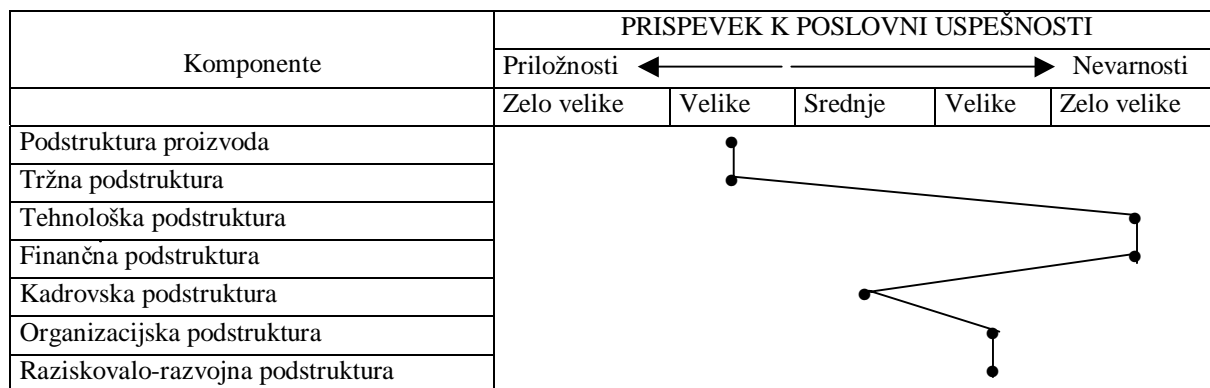 PRISPEVEK K POSLOVNI USPEŠNOSTI
Komponente
Priložnosti Nevarnosti
Zelo velike Velike Srednje Velike Zelo velike
Podstruktura proizvoda
Tržna podstruktura
Tehnološka podstruktura
Finančna podstruktura
Kadrovska podstruktura
Organizacijska podstruktura
Raziskovalo-razvojna podstruktura